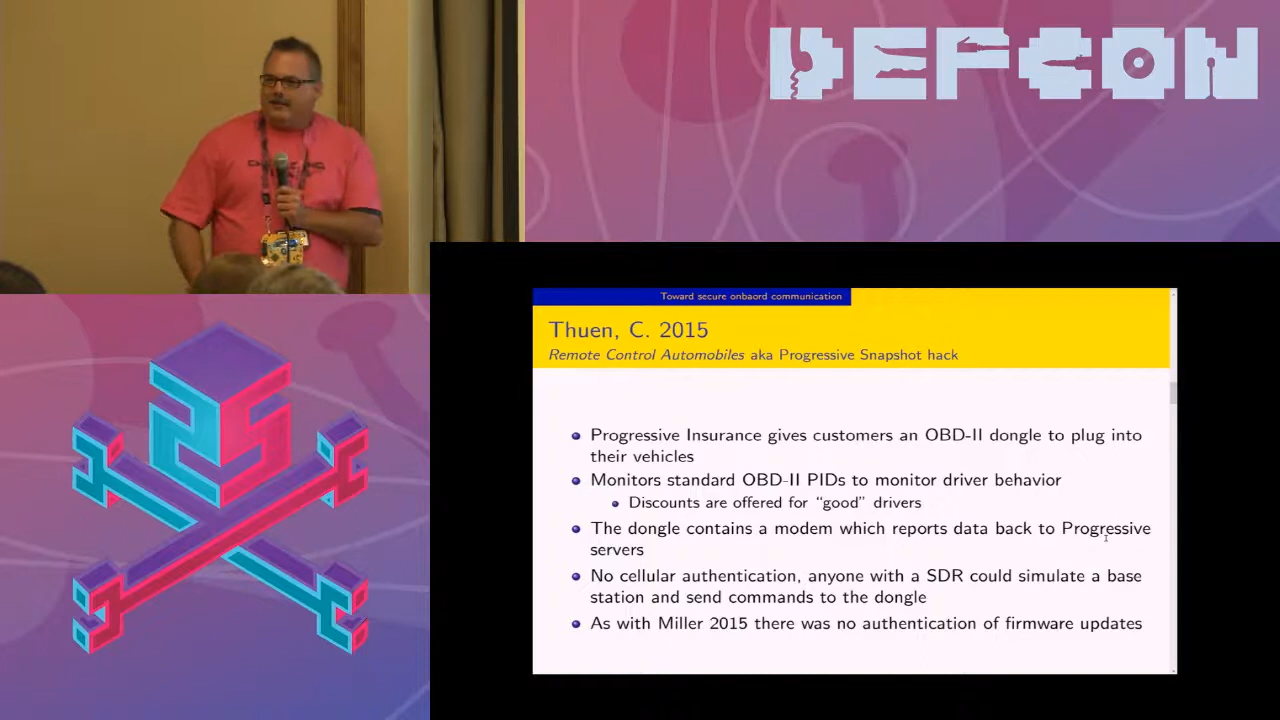 DEFCON
Toward secure onbaord communication
Thuen, C. 2015
Remote Control Automobiles aka Progressive Snapshot hack
Progressive Insurance gives customers an OBD-II dongle to plug into
their vehicles
Monitors standard OBD-II PIDs to monitor driver behavior
Discounts are offered for “good” drivers
The dongle contains a modem which reports data back to Progressive
servers
No cellular authentication, anyone with a SDR could simulate a base
station and send commands to the dongle
As with Miller 2015 there was no authentication of firmware updates